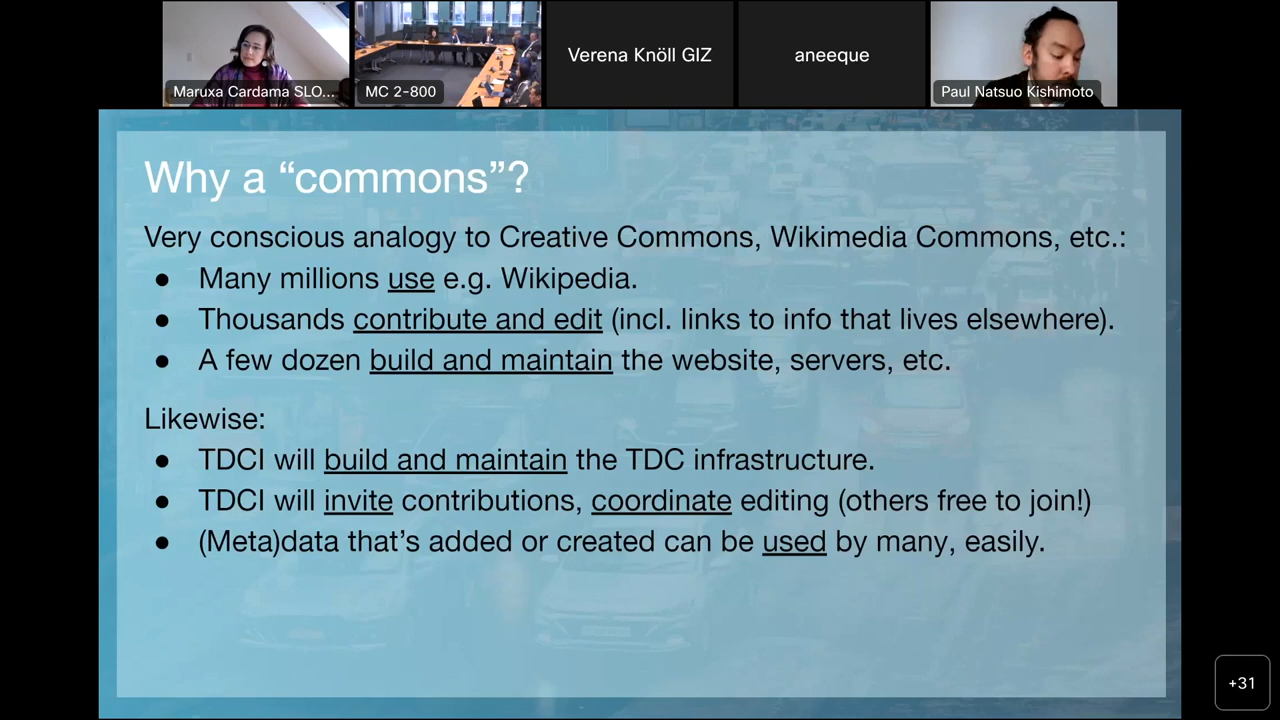 Maruxa Cardama SLO...
MC 2-800
Verena Knöll GIZ
aneeque
Paul Natsuo Kishimoto
Why a “commons”?
Very conscious analogy to Creative Commons, Wikimedia Commons, etc.:
● Many millions use e.g. Wikipedia.
● Thousands contribute and edit (incl. links to info that lives elsewhere).
● A few dozen build and maintain the website, servers, etc.
Likewise:
● TDCI will build and maintain the TDC infrastructure.
● TDCI will invite contributions, coordinate editing (others free to join!)
● (Meta)data that’s added or created can be used by many, easily.
+31